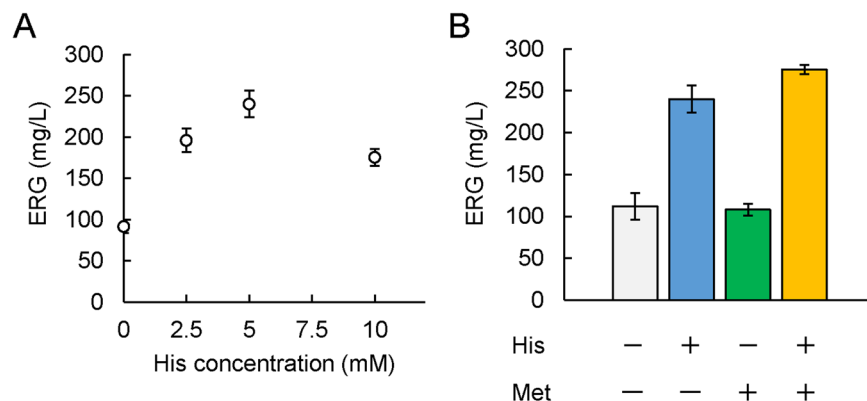 A
300
250
200
150
100
50
0
ERG (mg/L)
0 2.5 5 7.5 10
His concentration (mM)
B
300
250
200
150
100
50
0
ERG (mg/L)
His − + − +
Met − − + +